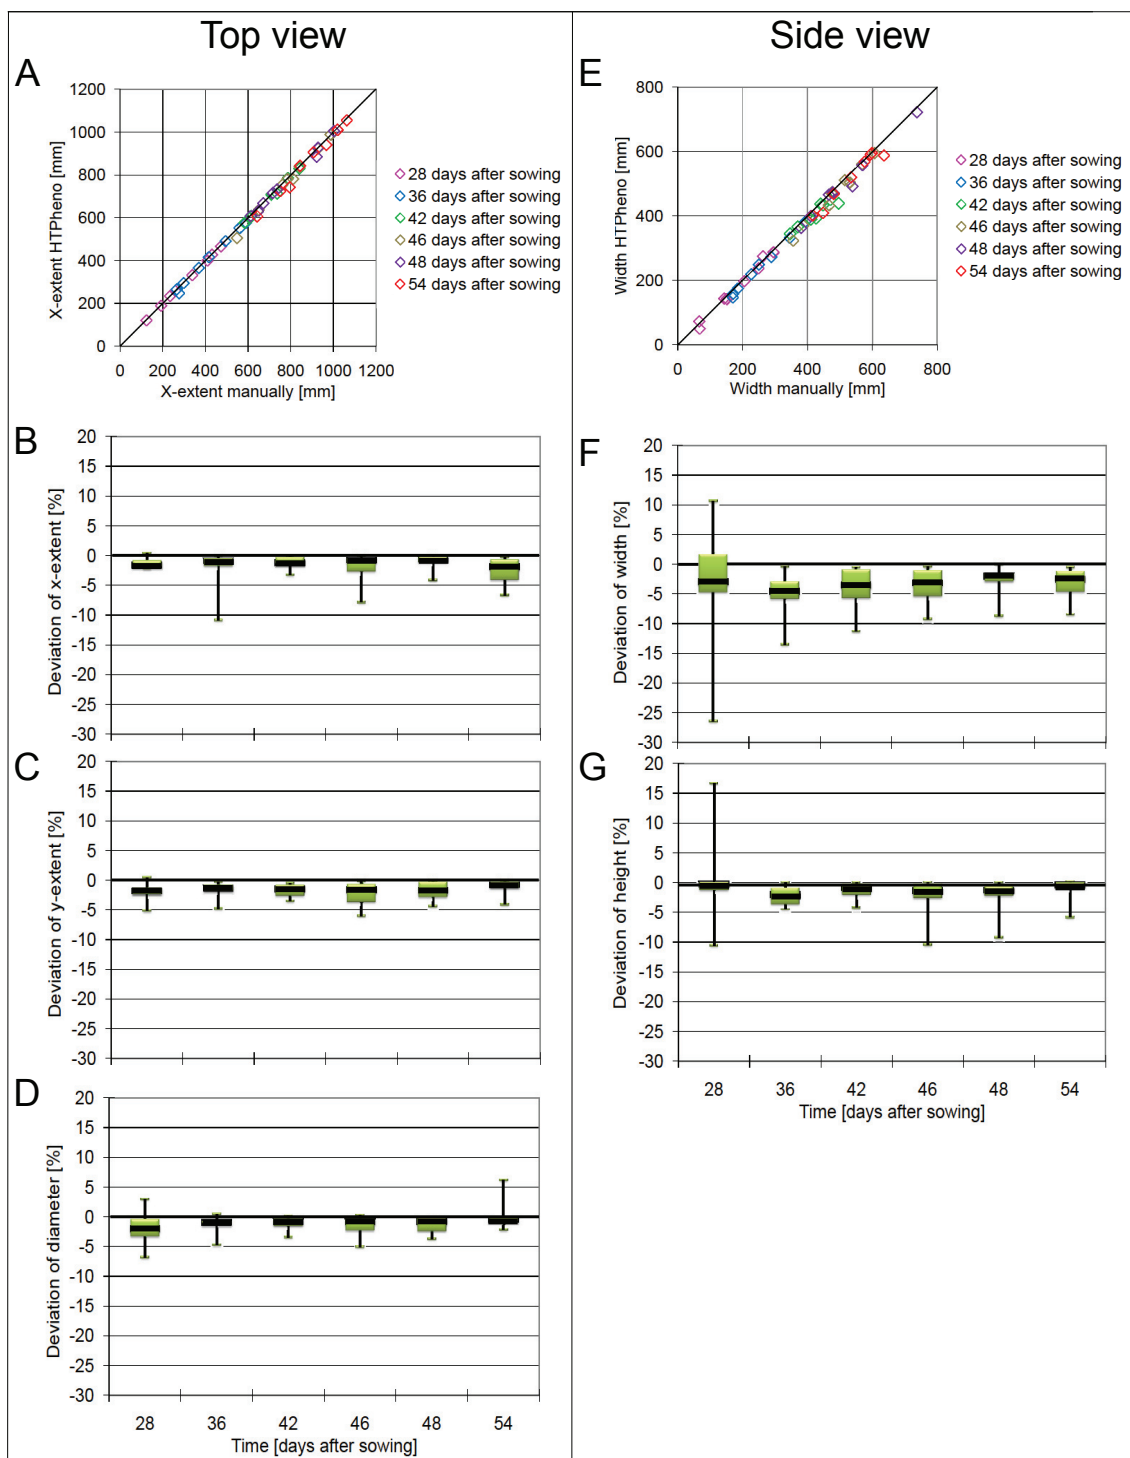 Top view
Side view
A
1200
1000
800
600
400
200
0
0 200 400 600 800 1000 1200
X-extent HTPheno [mm]
X-extent manually [mm]
28 days after sowing
36 days after sowing
42 days after sowing
46 days after sowing
48 days after sowing
54 days after sowing
E
800
600
400
200
0
0 200 400 600 800
Width HTPheno [mm]
Width manually [mm]
28 days after sowing
36 days after sowing
42 days after sowing
46 days after sowing
48 days after sowing
54 days after sowing
B
20
15
10
5
0
-5
-10
-15
-20
-25
-30
Deviation of x-extent [%]
F
20
15
10
5
0
-5
-10
-15
-20
-25
-30
Deviation of width [%]
C
20
15
10
5
0
-5
-10
-15
-20
-25
-30
Deviation of y-extent [%]
G
20
15
10
5
0
-5
-10
-15
-20
-25
-30
Deviation of height [%]
28 36 42 46 48 54
Time [days after sowing]
D
20
15
10
5
0
-5
-10
-15
-20
-25
-30
Deviation of diameter [%]
28 36 42 46 48 54
Time [days after sowing]